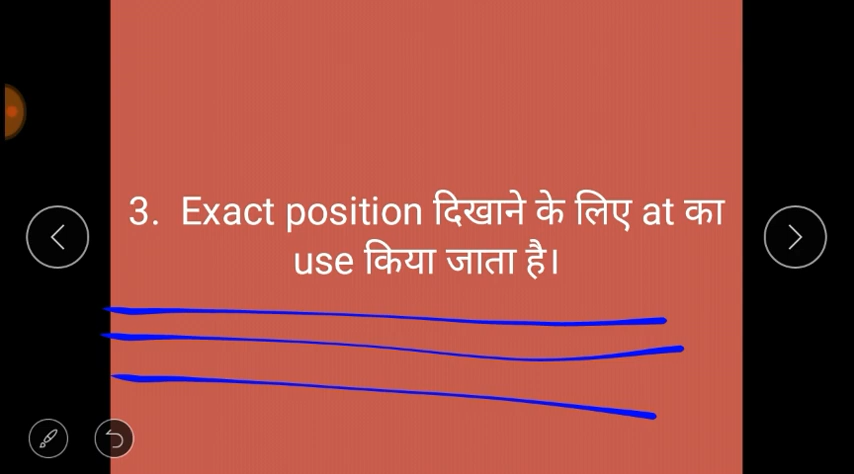 3. Exact position दिखाने के लिए at का
use किया जाता है।